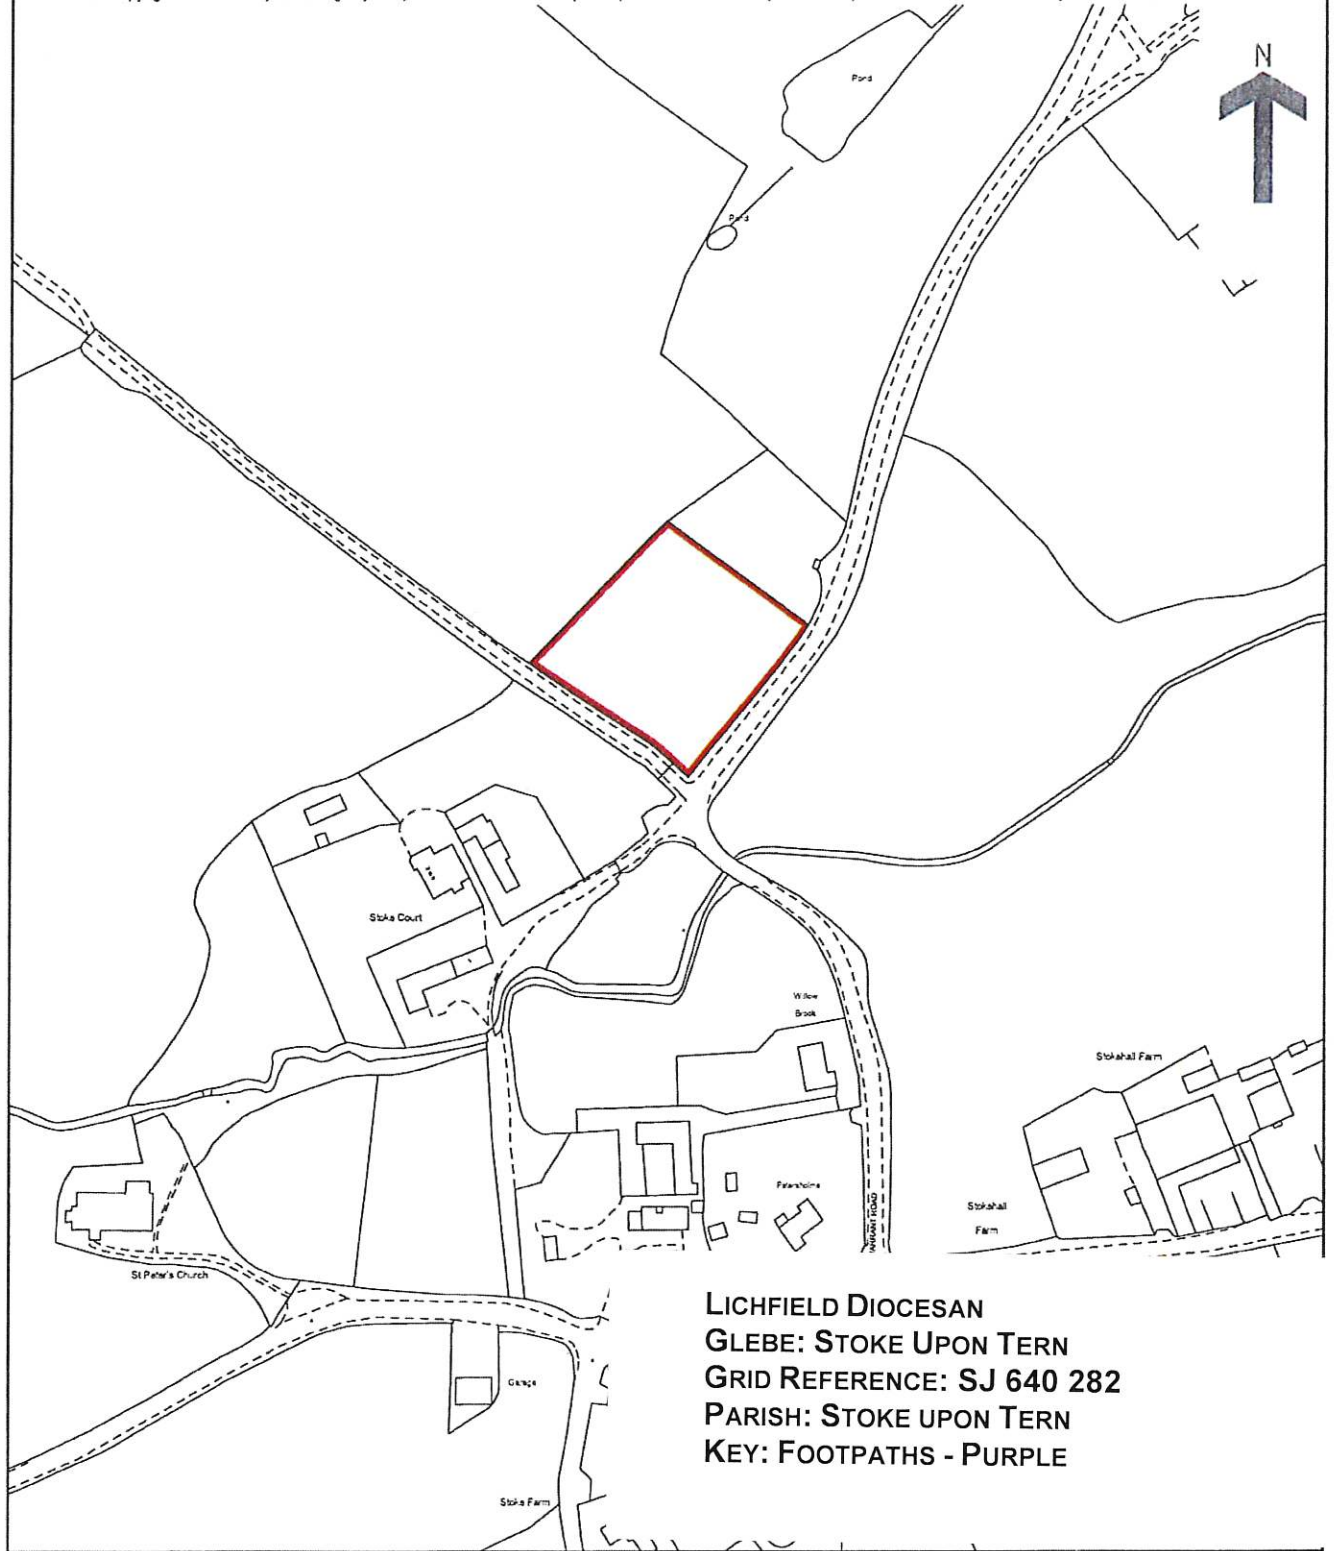 N
Pond
Pond
Stoke Court
Willow
Brook
Stokehall Farm
Petersholme
Stokehall
Farm
St Peter's Church
LICHFIELD DIOCESAN
GLEBE: STOKE UPON TERN
GRID REFERENCE: SJ 640 282
PARISH: STOKE UPON TERN
KEY: FOOTPATHS - PURPLE
Garage
Stoke Farm